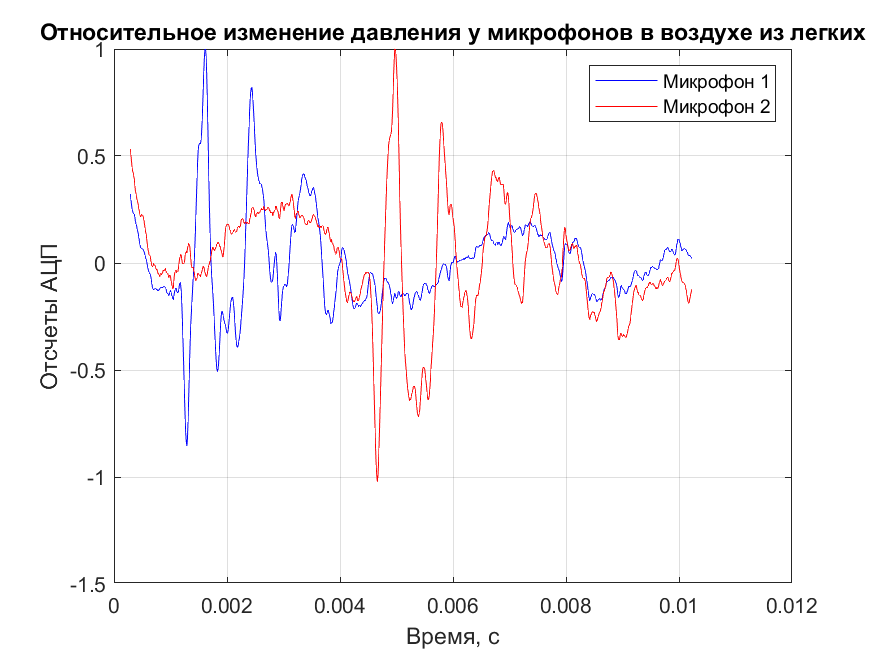 Относительное изменение давления у микрофонов в воздухе из легких
Микрофон 1
Микрофон 2
Отсчеты АЦП
1
0.5
0
-0.5
-1
-1.5
0 0.002 0.004 0.006 0.008 0.01 0.012
Время, с